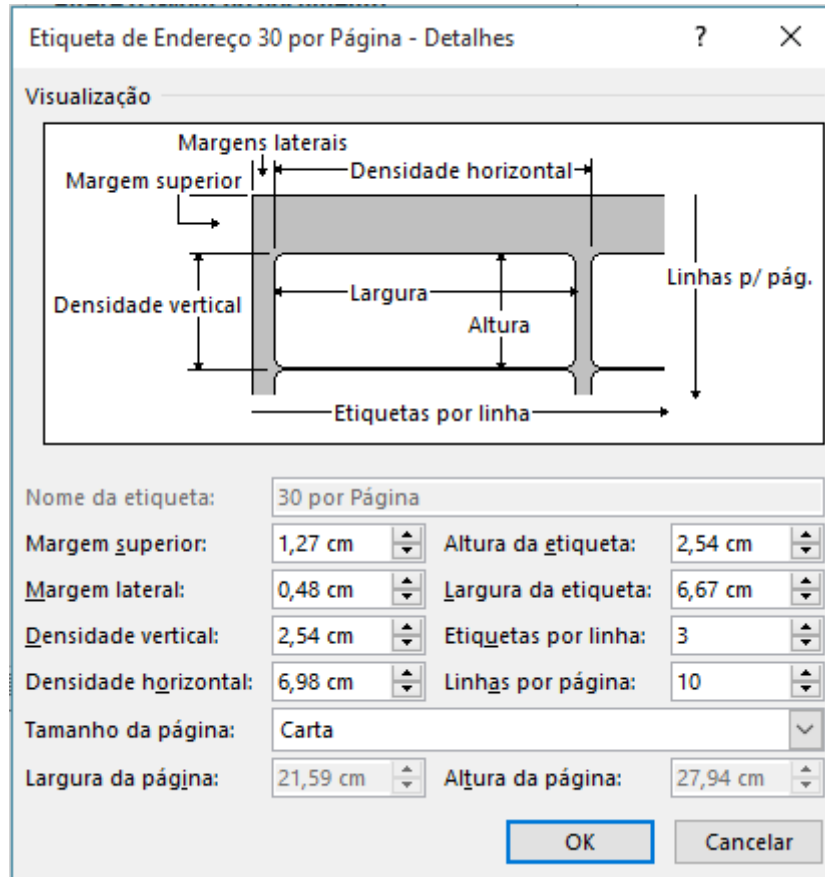 Etiqueta de Endereço 30 por Página - Detalhes ? ×
Visualização
Margens laterais
Margem superior
Densidade horizontal
Densidade vertical
Largura
Altura
Linhas p/ pág.
Etiquetas por linha
Nome da etiqueta: 30 por Página
Margem superior: 1,27 cm Altura da etiqueta: 2,54 cm
Margem lateral: 0,48 cm Largura da etiqueta: 6,67 cm
Densidade vertical: 2,54 cm Etiquetas por linha: 3
Densidade horizontal: 6,98 cm Linhas por página: 10
Tamanho da página: Carta
Largura da página: 21,59 cm Altura da página: 27,94 cm
OK Cancelar